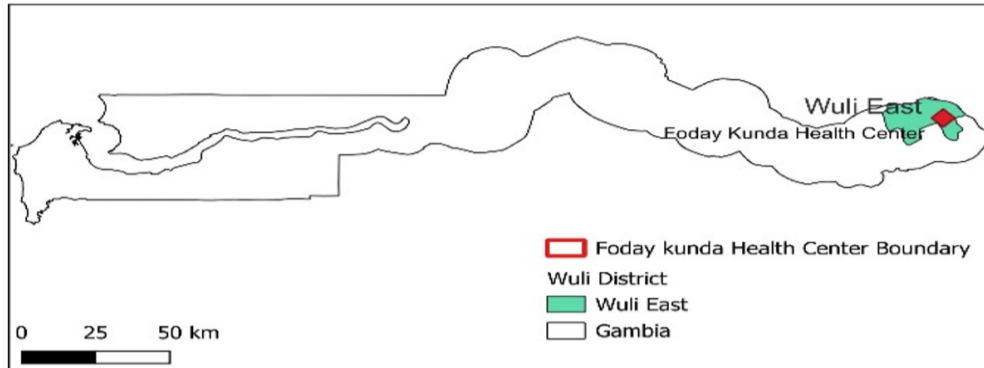 Wuli East
Foday Kunda Health Center
Foday kunda Health Center Boundary
Wuli District
Wuli East
Gambia
0 25 50 km